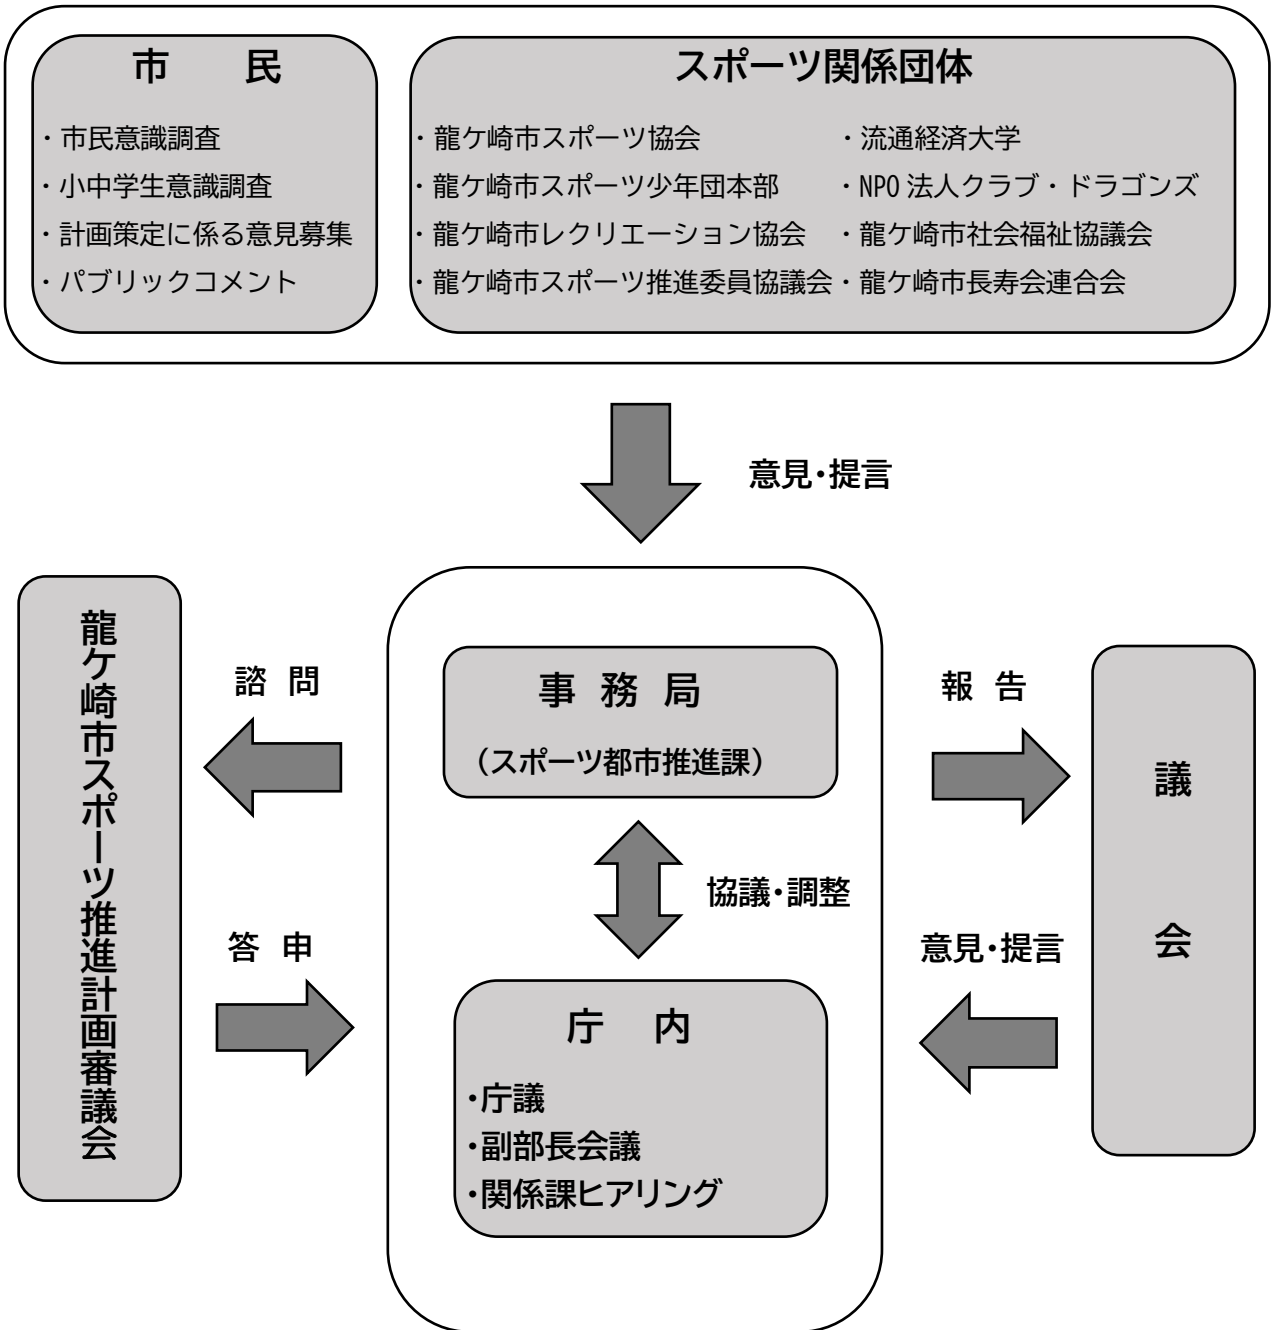 市　民
・市民意識調査
・小中学生意識調査
・計画策定に係る意見募集
・パブリックコメント
スポーツ関係団体
・龍ケ崎市スポーツ協会
・龍ケ崎市スポーツ少年団本部
・龍ケ崎市レクリエーション協会
・龍ケ崎市スポーツ推進委員協議会
・流通経済大学
・NPO法人クラブ・ドラゴンズ
・龍ケ崎市社会福祉協議会
・龍ケ崎市長寿会連合会
意見・提言
龍ケ崎市スポーツ推進計画審議会
諮 問
答 申
事 務 局
（スポーツ都市推進課）
協議・調整
庁 内
・庁議
・副部長会議
・関係課ヒアリング
報 告
意見・提言
議会